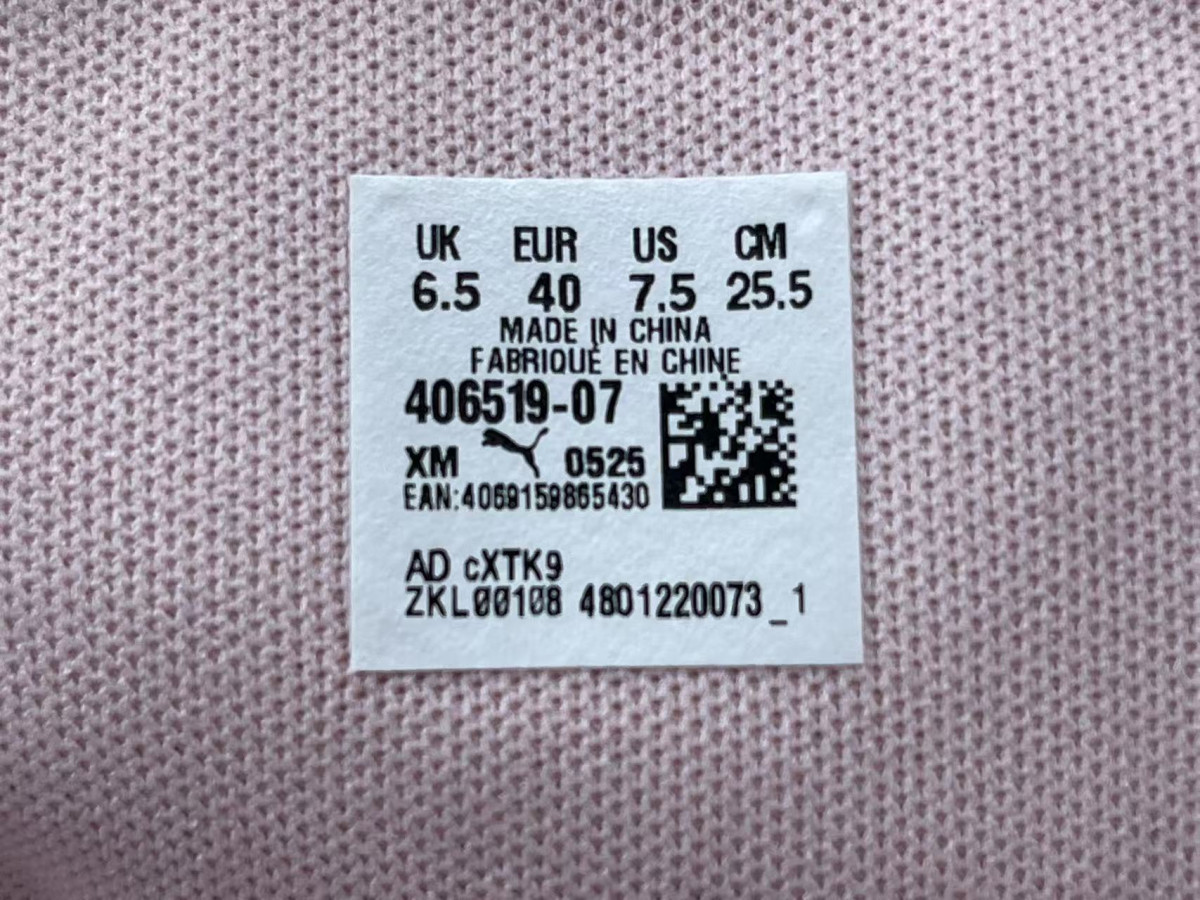 UK EUR US CM
6.5 40 7.5 25.5
MADE IN CHINA
FABRIQUÉ EN CHINE
406519-07
XM 0525
EAN:4069159865430
AD cXTK9
ZKL00108 4801220073_1